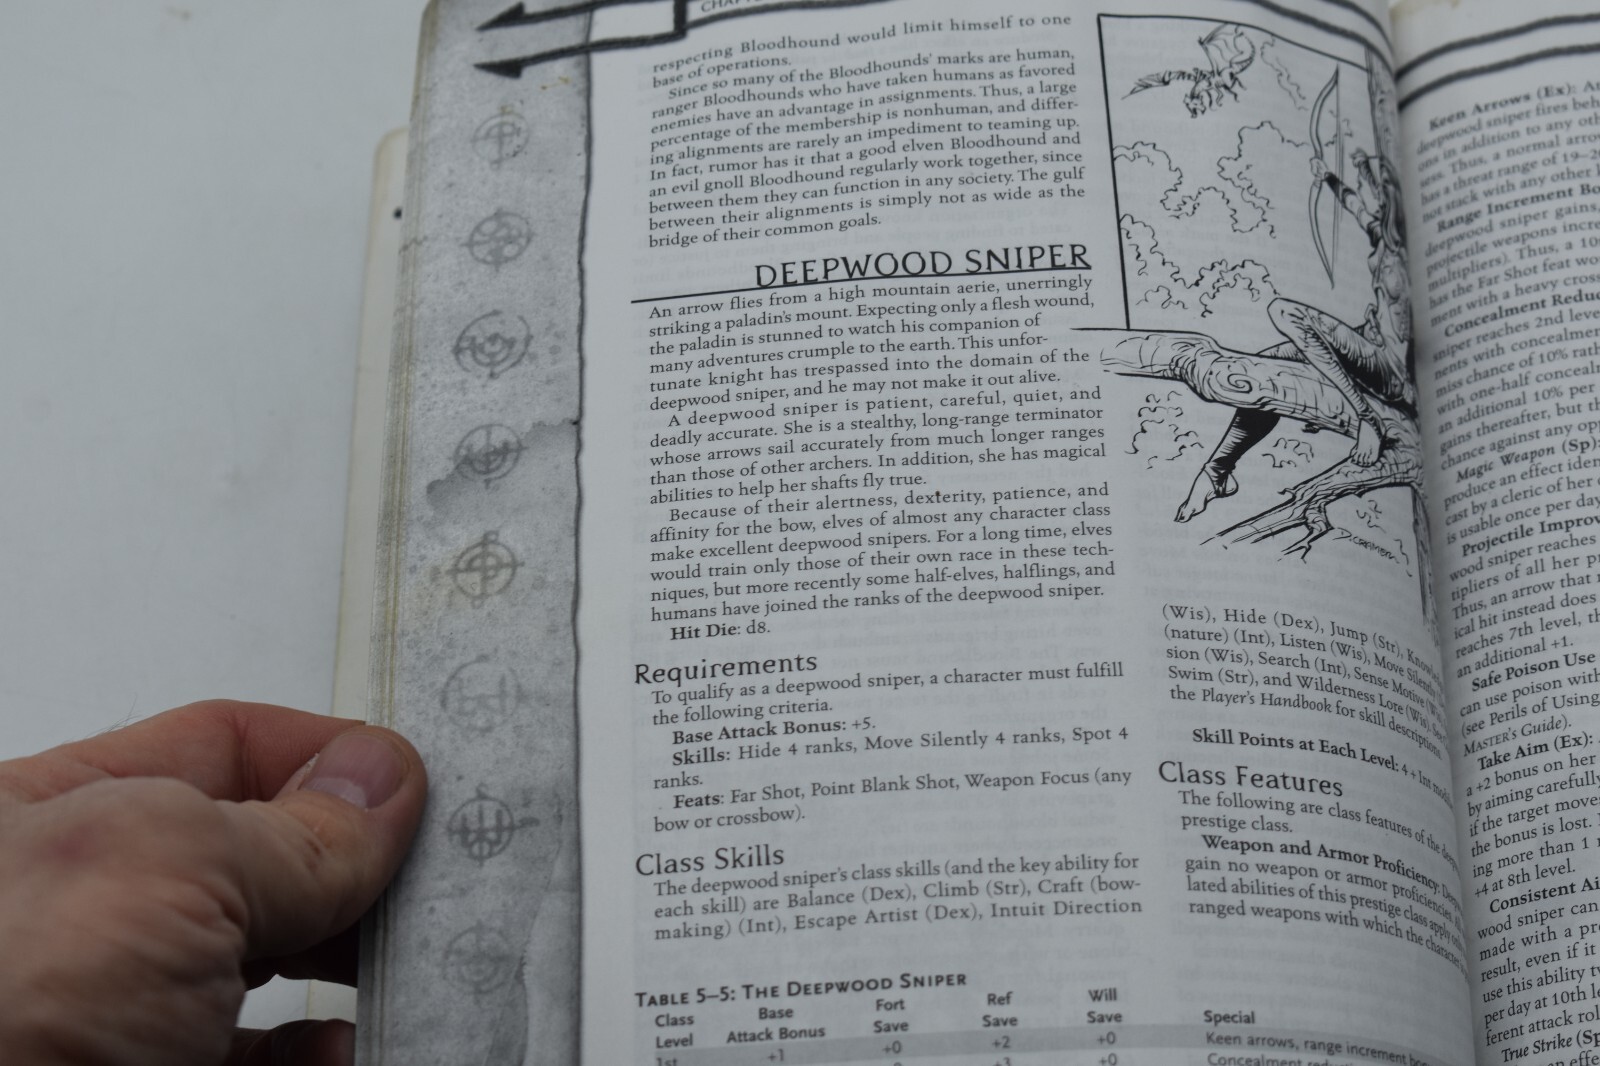 respecting Bloodhound would limit himself to one
base of operations.
Since so many of the Bloodhounds' marks are human,
ranger Bloodhounds who have taken humans as favored
enemies have an advantage in assignments. Thus, a large
percentage of the membership is nonhuman, and differ-
ing alignments are rarely an impediment to teaming up.
In fact, rumor has it that a good elven Bloodhound and
an evil gnoll Bloodhound regularly work together, since
between them they can function in any society. The gulf
between their alignments is simply not as wide as the
bridge of their common goals.
DEEPWOOD SNIPER
An arrow flies from a high mountain aerie, unerringly
striking a paladin's mount. Expecting only a flesh wound,
the paladin is stunned to watch his companion of
many adventures crumple to the earth. This unfor-
tunate knight has trespassed into the domain of the
deepwood sniper, and he may not make it out alive.
A deepwood sniper is patient, careful, quiet, and
deadly accurate. She is a stealthy, long-range terminator
whose arrows sail accurately from much longer ranges
than those of other archers. In addition, she has magical
abilities to help her shafts fly true.
Because of their alertness, dexterity, patience, and
affinity for the bow, elves of almost any character class
make excellent deepwood snipers. For a long time, elves
would train only those of their own race in these tech-
niques, but more recently some half-elves, halflings, and
humans have joined the ranks of the deepwood sniper.
Hit Die: d8.
Requirements
To qualify as a deepwood sniper, a character must fulfill
the following criteria.
Base Attack Bonus: +5.
Skills: Hide 4 ranks, Move Silently 4 ranks, Spot 4
ranks.
Feats: Far Shot, Point Blank Shot, Weapon Focus (any
bow or crossbow).
Class Skills
The deepwood sniper's class skills (and the key ability for
each skill) are Balance (Dex), Climb (Str), Craft (bow-
making) (Int), Escape Artist (Dex), Intuit Direction
(Wis), Hide (Dex), Jump (Str),
(nature) (Int), Listen (Wis), Move Silently
sion (Wis), Search (Int), Sense Motive
Swim (Str), and Wilderness Lore (Wis). See
the Player's Handbook for skill descriptions.
Skill Points at Each Level: 4 + Int
Class Features
The following are class features of the
prestige class.
Weapon and Armor Proficiency:
gain no weapon or armor proficiencies.
lated abilities of this prestige class apply
ranged weapons with which the character
TABLE 5–5: THE DEEPWOOD SNIPER
Class Level Base Attack Bonus Fort Save Ref Save Will Save Special
1st +1 +0 +2 +0 Keen arrows, range increment
+3 +0 Concealment
Keen Arrows (Ex):
deepwood sniper fires
ons in addition to any
sess. Thus, a normal
has a threat range of
not stack with any other
Range Increment
deepwood sniper gains,
projectile weapons
multipliers). Thus, a
has the Far Shot feat
ment with a heavy
Concealment
sniper reaches 2nd
nents with
miss chance of 10%
with one-half
an additional 10% per
gains thereafter, but
chance against any
Magic Weapon (Sp):
produce an effect
cast by a cleric of her
is usable once per day
Projectile
wood sniper reaches
tipliers of all her
Thus, an arrow that
ical hit instead does
reaches 7th level,
an additional +1.
Safe Poison Use
can use poison
(see Perils of Using
MASTER'S Guide).
Take Aim (Ex):
a +2 bonus on her
by aiming carefully
if the target
the bonus is lost.
ing more than 1
+4 at 8th level.
Consistent
wood sniper can
made with a
result, even if it
use this ability
per day at 10th
ferent attack
True Strike